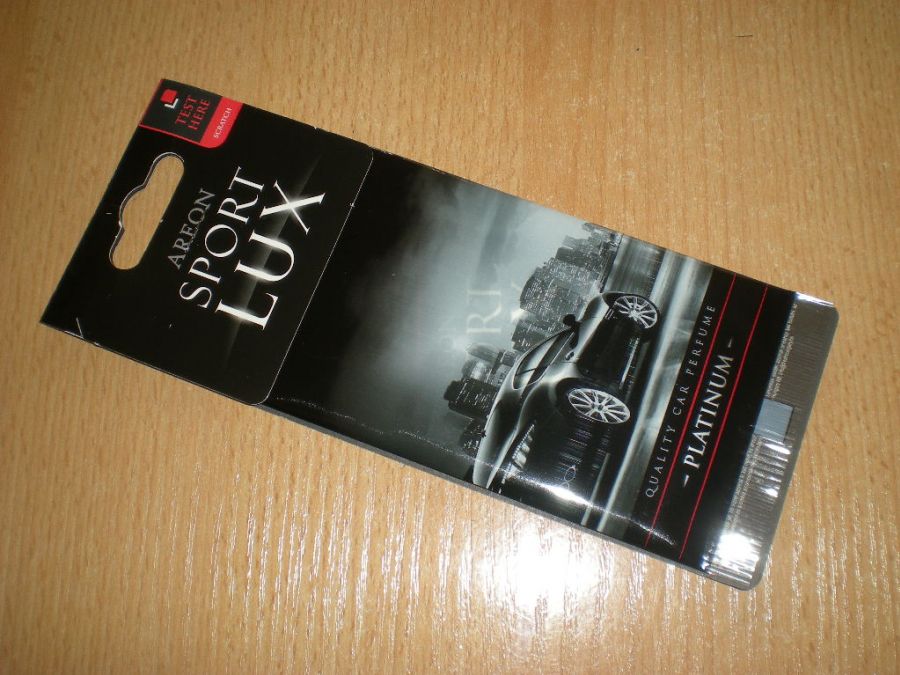 TEST
HERE
SCRATCH
AREON
SPORT
LUX
QUALITY CAR PERFUME
- PLATINUM -